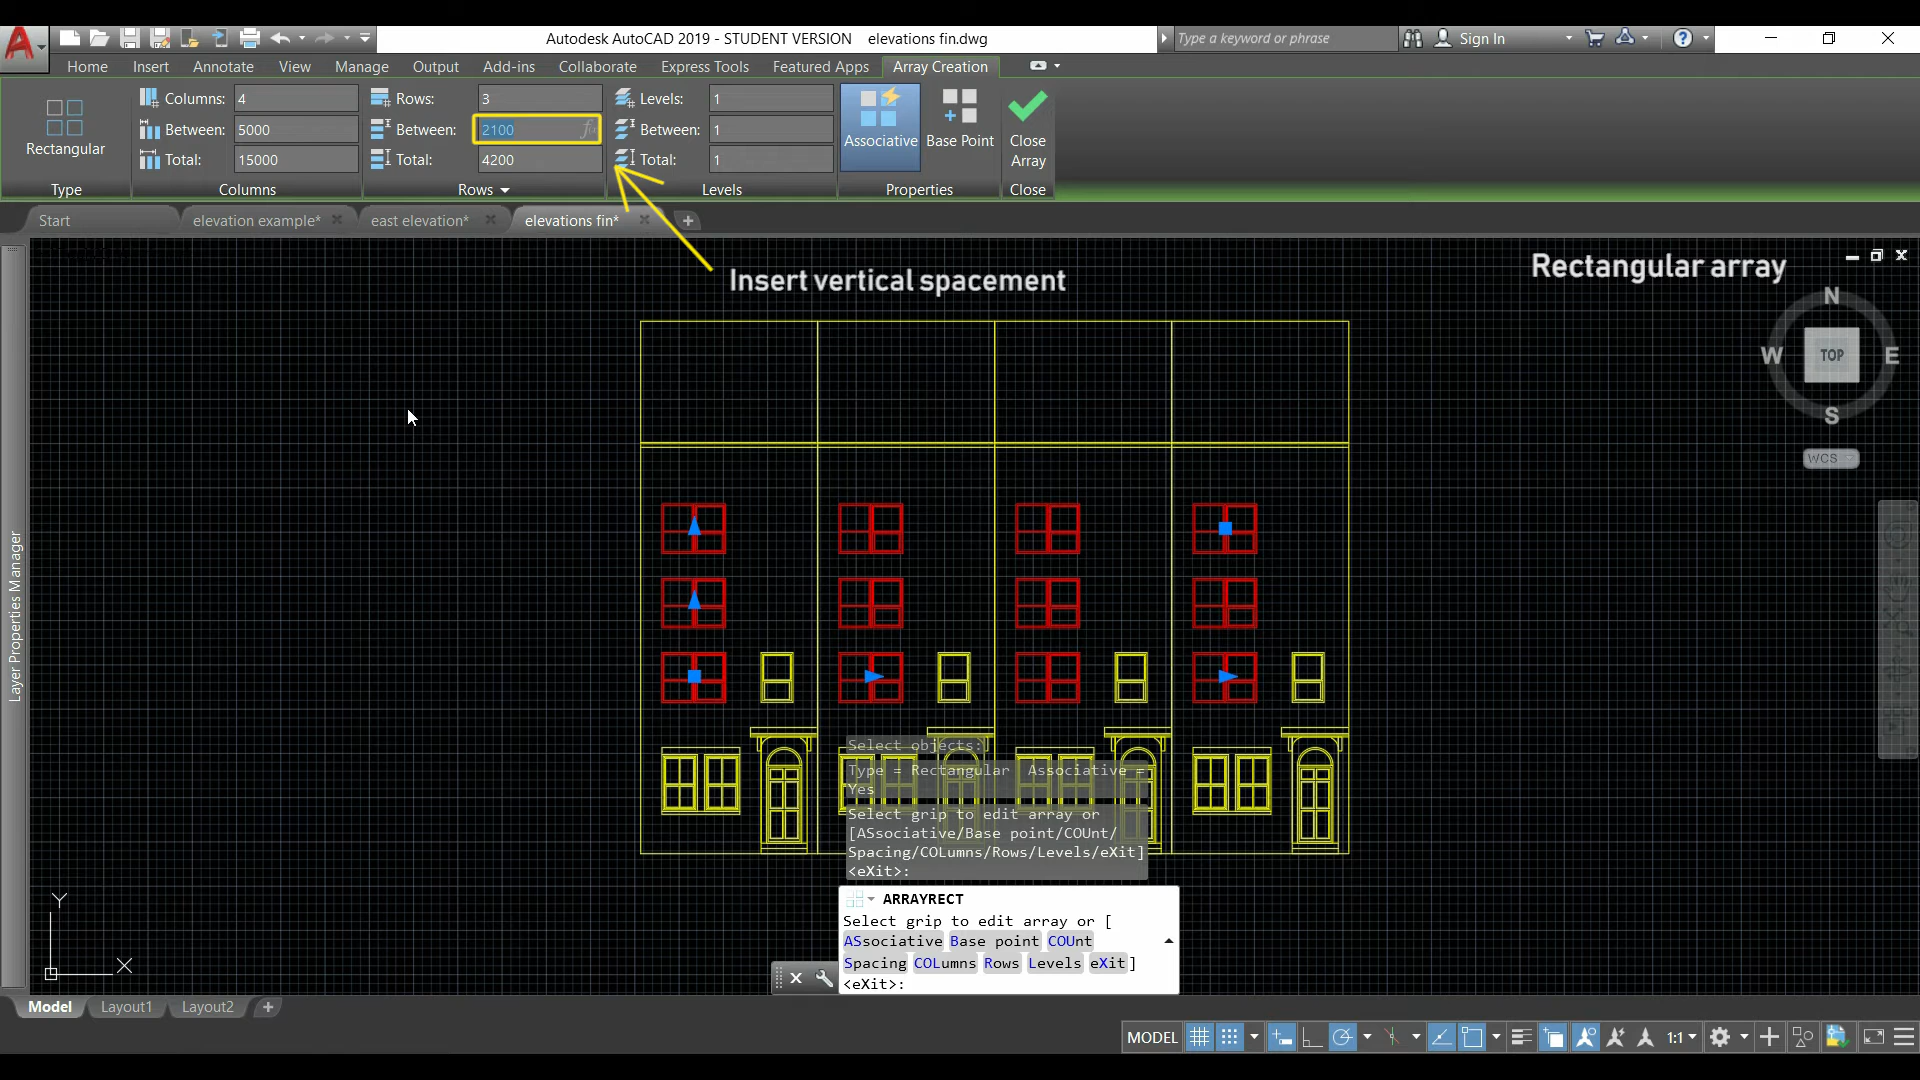 Autodesk AutoCAD 2019 - STUDENT VERSION elevations fin.dwg
Type a keyword or phrase
Sign In
Home Insert Annotate View Manage Output Add-ins Collaborate Express Tools Featured Apps Array Creation
Columns: 4 Rows: 3 Levels: 1
Between: 5000 Between: 2100 Between: 1
Total: 15000 Total: 4200 Total: 1
Rectangular
Associative
Base Point
Close
Array
Type Columns Rows Levels Properties Close
Start elevation example* east elevation* elevations fin*
Insert vertical spacement
Rectangular array
N
W TOP E
S
WCS
Layer Properties Manager
Select objects:
Type = Rectangular Associative =
Yes
Select grip to edit array or
[ASsociative/Base point/COUnt/
Spacing/COLumns/Rows/Levels/eXit]
<eXit>:
ARRAYRECT
Select grip to edit array or [
ASsociative Base point COUnt
Spacing COLumns Rows Levels eXit]
<eXit>:
Y
X
Model Layout1 Layout2
MODEL 1:1